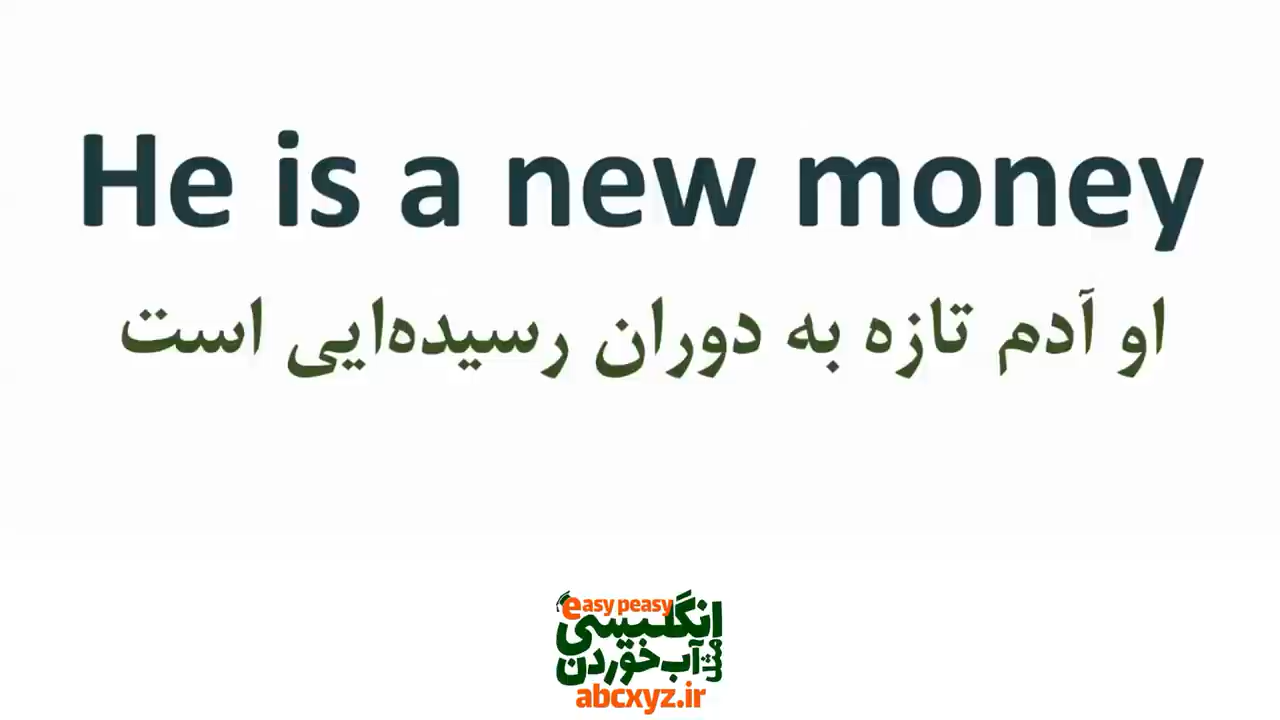 He is a new money
او آدم تازه به دوران رسیده‌ایی است
easy peasy
انگلیسی
مثل آب خوردن
abcxyz.ir